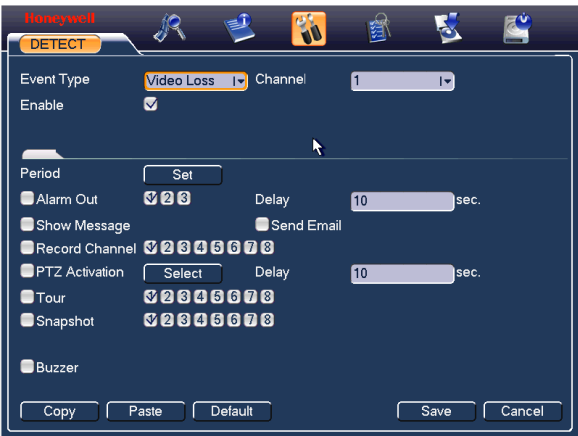 Honeywell
DETECT
Event Type Video Loss Channel 1
Enable
Period Set
Alarm Out 1 2 3 Delay 10 sec.
Show Message Send Email
Record Channel 1 2 3 4 5 6 7 8
PTZ Activation Select Delay 10 sec.
Tour 1 2 3 4 5 6 7 8
Snapshot 1 2 3 4 5 6 7 8
Buzzer
Copy Paste Default Save Cancel